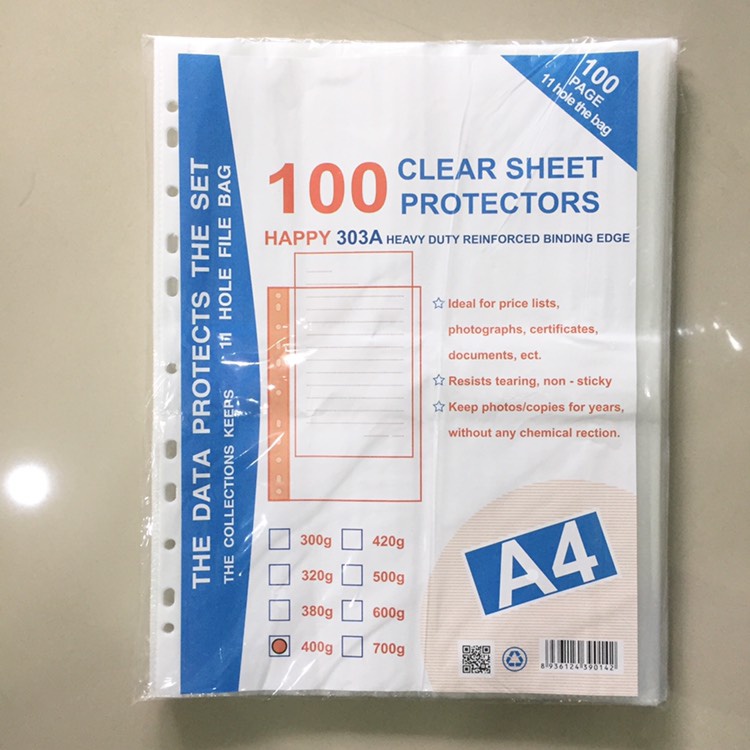 100
PAGE
11 hole the bag
THE DATA PROTECTS THE SET
THE COLLECTIONS KEEPS 11 HOLE FILE BAG
100 CLEAR SHEET
PROTECTORS
HAPPY 303A HEAVY DUTY REINFORCED BINDING EDGE
Ideal for price lists,
photographs, certificates,
documents, ect.
Resists tearing, non - sticky
Keep photos/copies for years,
without any chemical rection.
300g 420g
320g 500g
380g 600g
400g 700g
A4
8 936124 390142